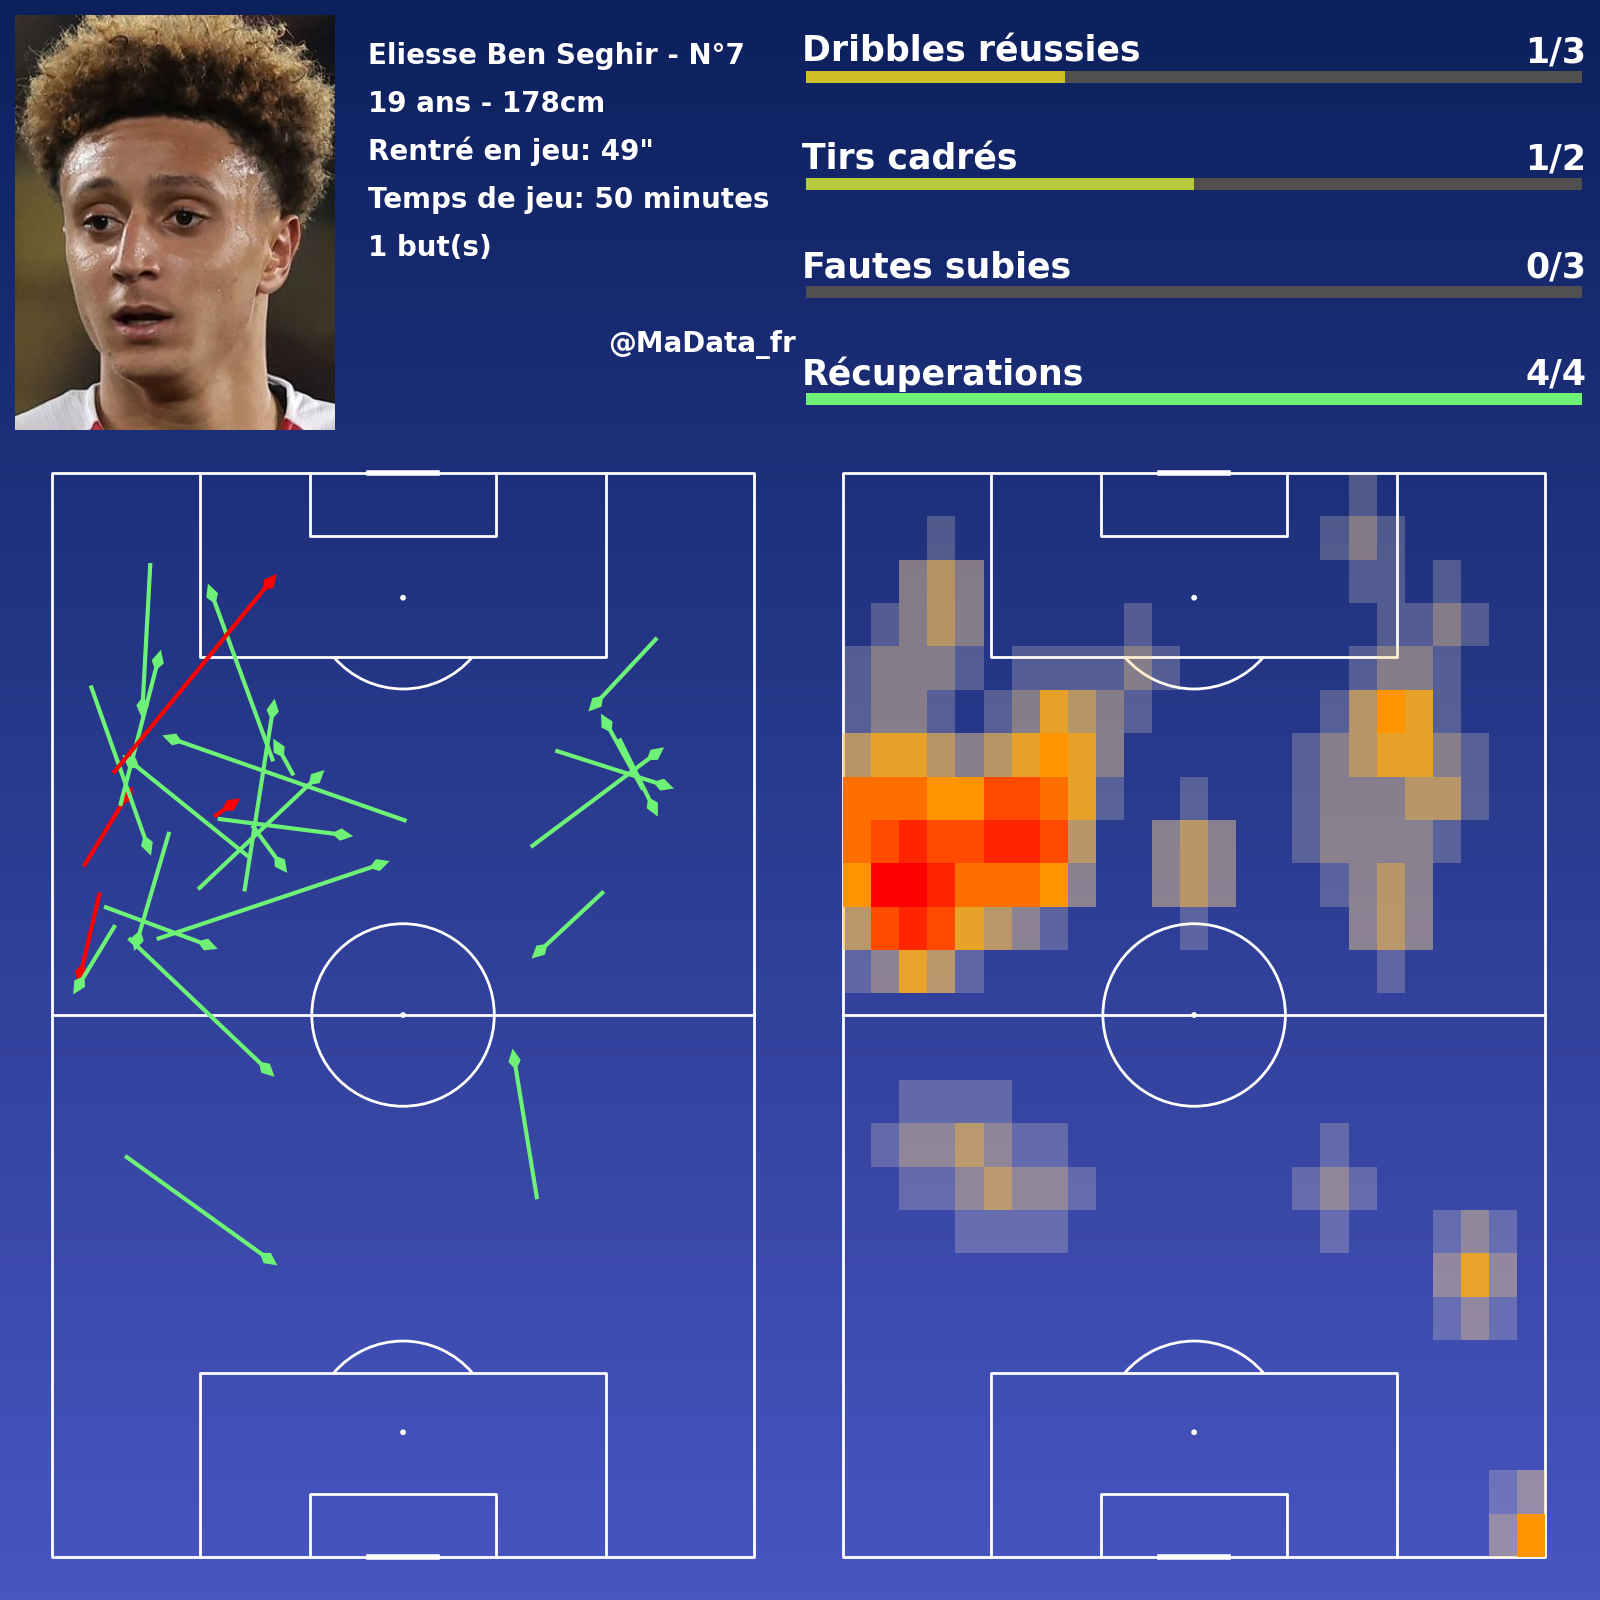 Eliesse Ben Seghir - N°7
19 ans - 178cm
Rentré en jeu: 49"
Temps de jeu: 50 minutes
1 but(s)
@MaData_fr
Dribbles réussies 1/3
Tirs cadrés 1/2
Fautes subies 0/3
Récuperations 4/4